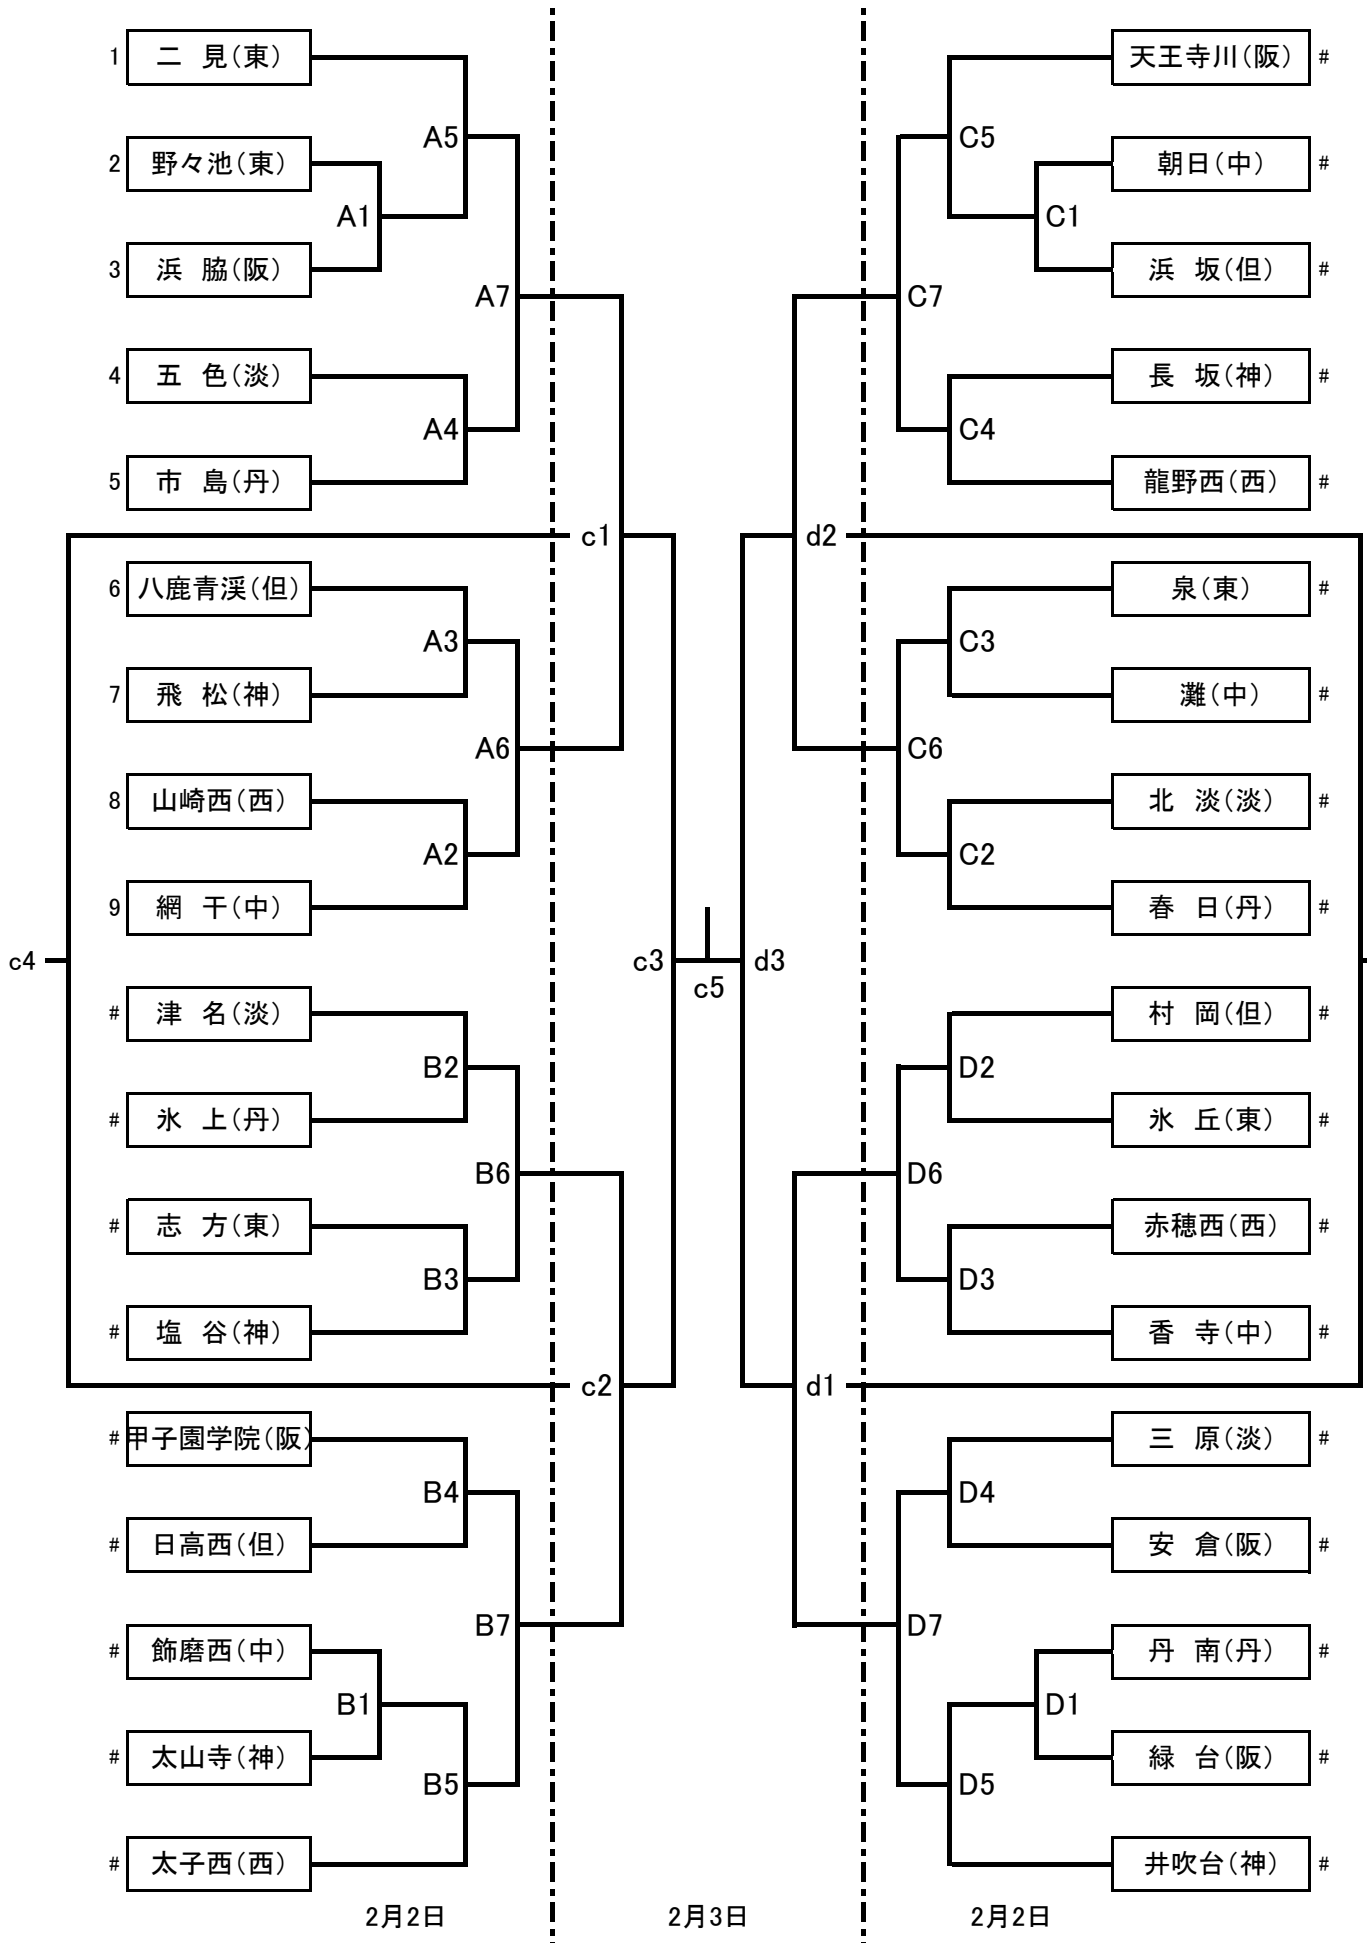 1 二 見(東) 天王寺川(阪) #
A5 C5
2 野々池(東) 朝日(中) #
A1 C1
3 浜 脇(阪) 浜 坂(但) #
A7 C7
4 五 色(淡) 長 坂(神) #
A4 C4
5 市 島(丹) 龍野西(西) #
c1 d2
6 八鹿青渓(但) 泉(東) #
A3 C3
7 飛 松(神) 灘(中) #
A6 C6
8 山崎西(西) 北 淡(淡) #
A2 C2
9 網 干(中) 春 日(丹) #
c4 c3 d3
c5
# 津 名(淡) 村 岡(但) #
B2 D2
# 氷 上(丹) 氷 丘(東) #
B6 D6
# 志 方(東) 赤穂西(西) #
B3 D3
# 塩 谷(神) 香 寺(中) #
c2 d1
# 甲子園学院(阪) 三 原(淡) #
B4 D4
# 日高西(但) 安 倉(阪) #
B7 D7
# 飾磨西(中) 丹 南(丹) #
B1 D1
# 太山寺(神) 緑 台(阪) #
B5 D5
# 太子西(西) 井吹台(神) #
2月2日 2月3日 2月2日